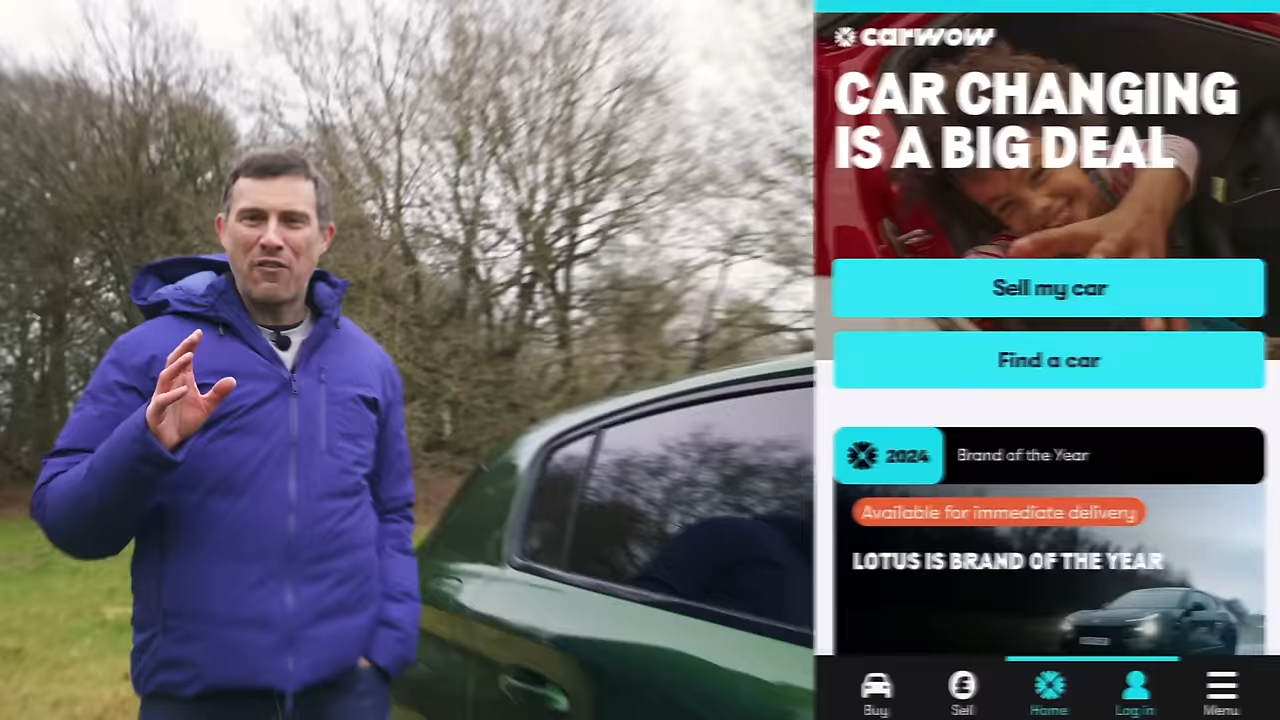 carwow
CAR CHANGING
IS A BIG DEAL
Sell my car
Find a car
2024
Brand of the Year
Available for immediate delivery
LOTUS IS BRAND OF THE YEAR
Buy
Sell
Home
Log in
Menu